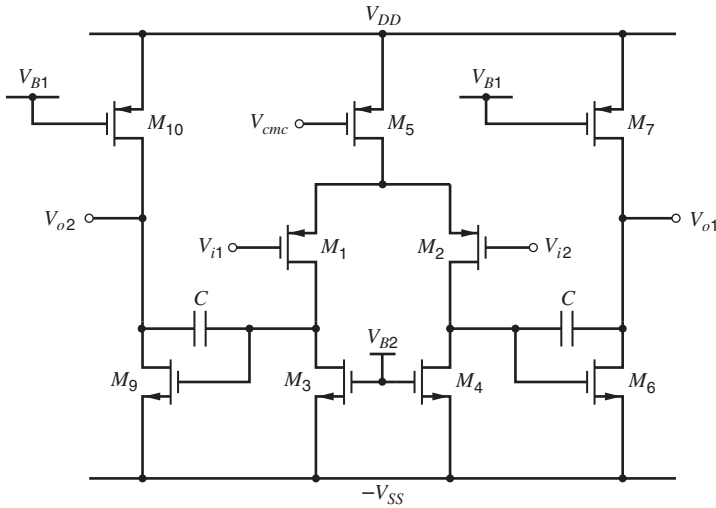 V_DD
V_B1
V_B1
M_10
V_cmc
M_5
M_7
V_o2
V_o1
V_i1
M_1
M_2
V_i2
C
C
V_B2
M_9
M_3
M_4
M_6
−V_SS